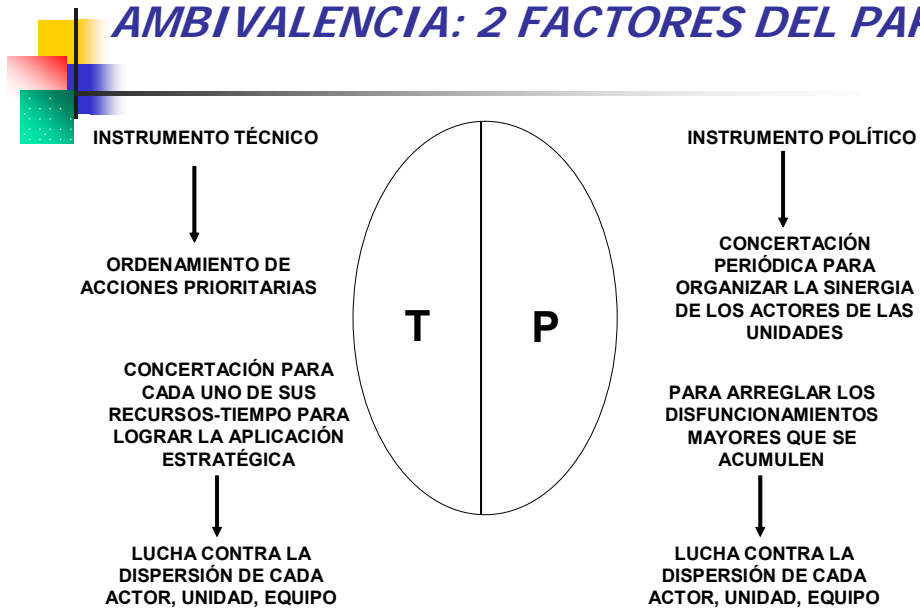 AMBIVALENCIA: 2 FACTORES DEL PA
INSTRUMENTO TÉCNICO
ORDENAMIENTO DE
ACCIONES PRIORITARIAS
CONCERTACIÓN PARA
CADA UNO DE SUS
RECURSOS-TIEMPO PARA
LOGRAR LA APLICACIÓN
ESTRATÉGICA
LUCHA CONTRA LA
DISPERSIÓN DE CADA
ACTOR, UNIDAD, EQUIPO
T
P
INSTRUMENTO POLÍTICO
CONCERTACIÓN
PERIÓDICA PARA
ORGANIZAR LA SINERGIA
DE LOS ACTORES DE LAS
UNIDADES
PARA ARREGLAR LOS
DISFUNCIONAMIENTOS
MAYORES QUE SE
ACUMULEN
LUCHA CONTRA LA
DISPERSIÓN DE CADA
ACTOR, UNIDAD, EQUIPO